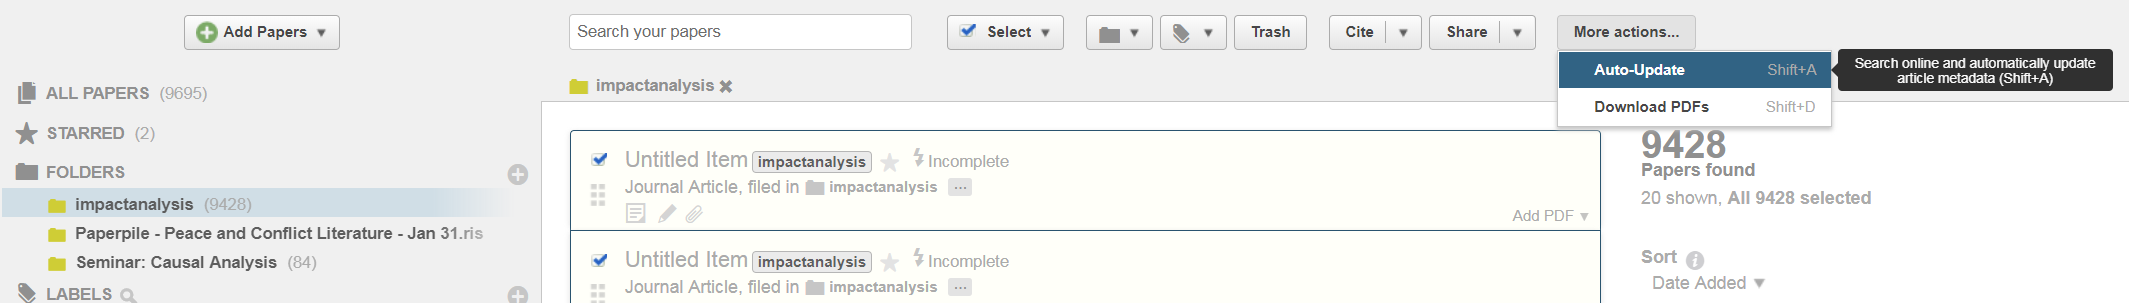 Add Papers
Search your papers
Select
Trash
Cite
Share
More actions...
Auto-Update Shift+A
Download PDFs Shift+D
Search online and automatically update
article metadata (Shift+A)
ALL PAPERS (9695)
STARRED (2)
FOLDERS
impactanalysis (9428)
Paperpile - Peace and Conflict Literature - Jan 31.ris
Seminar: Causal Analysis (84)
LABELS
impactanalysis
Untitled Item impactanalysis Incomplete
Journal Article, filed in impactanalysis ...
Add PDF
Untitled Item impactanalysis Incomplete
Journal Article, filed in impactanalysis ...
9428
Papers found
20 shown, All 9428 selected
Sort
Date Added